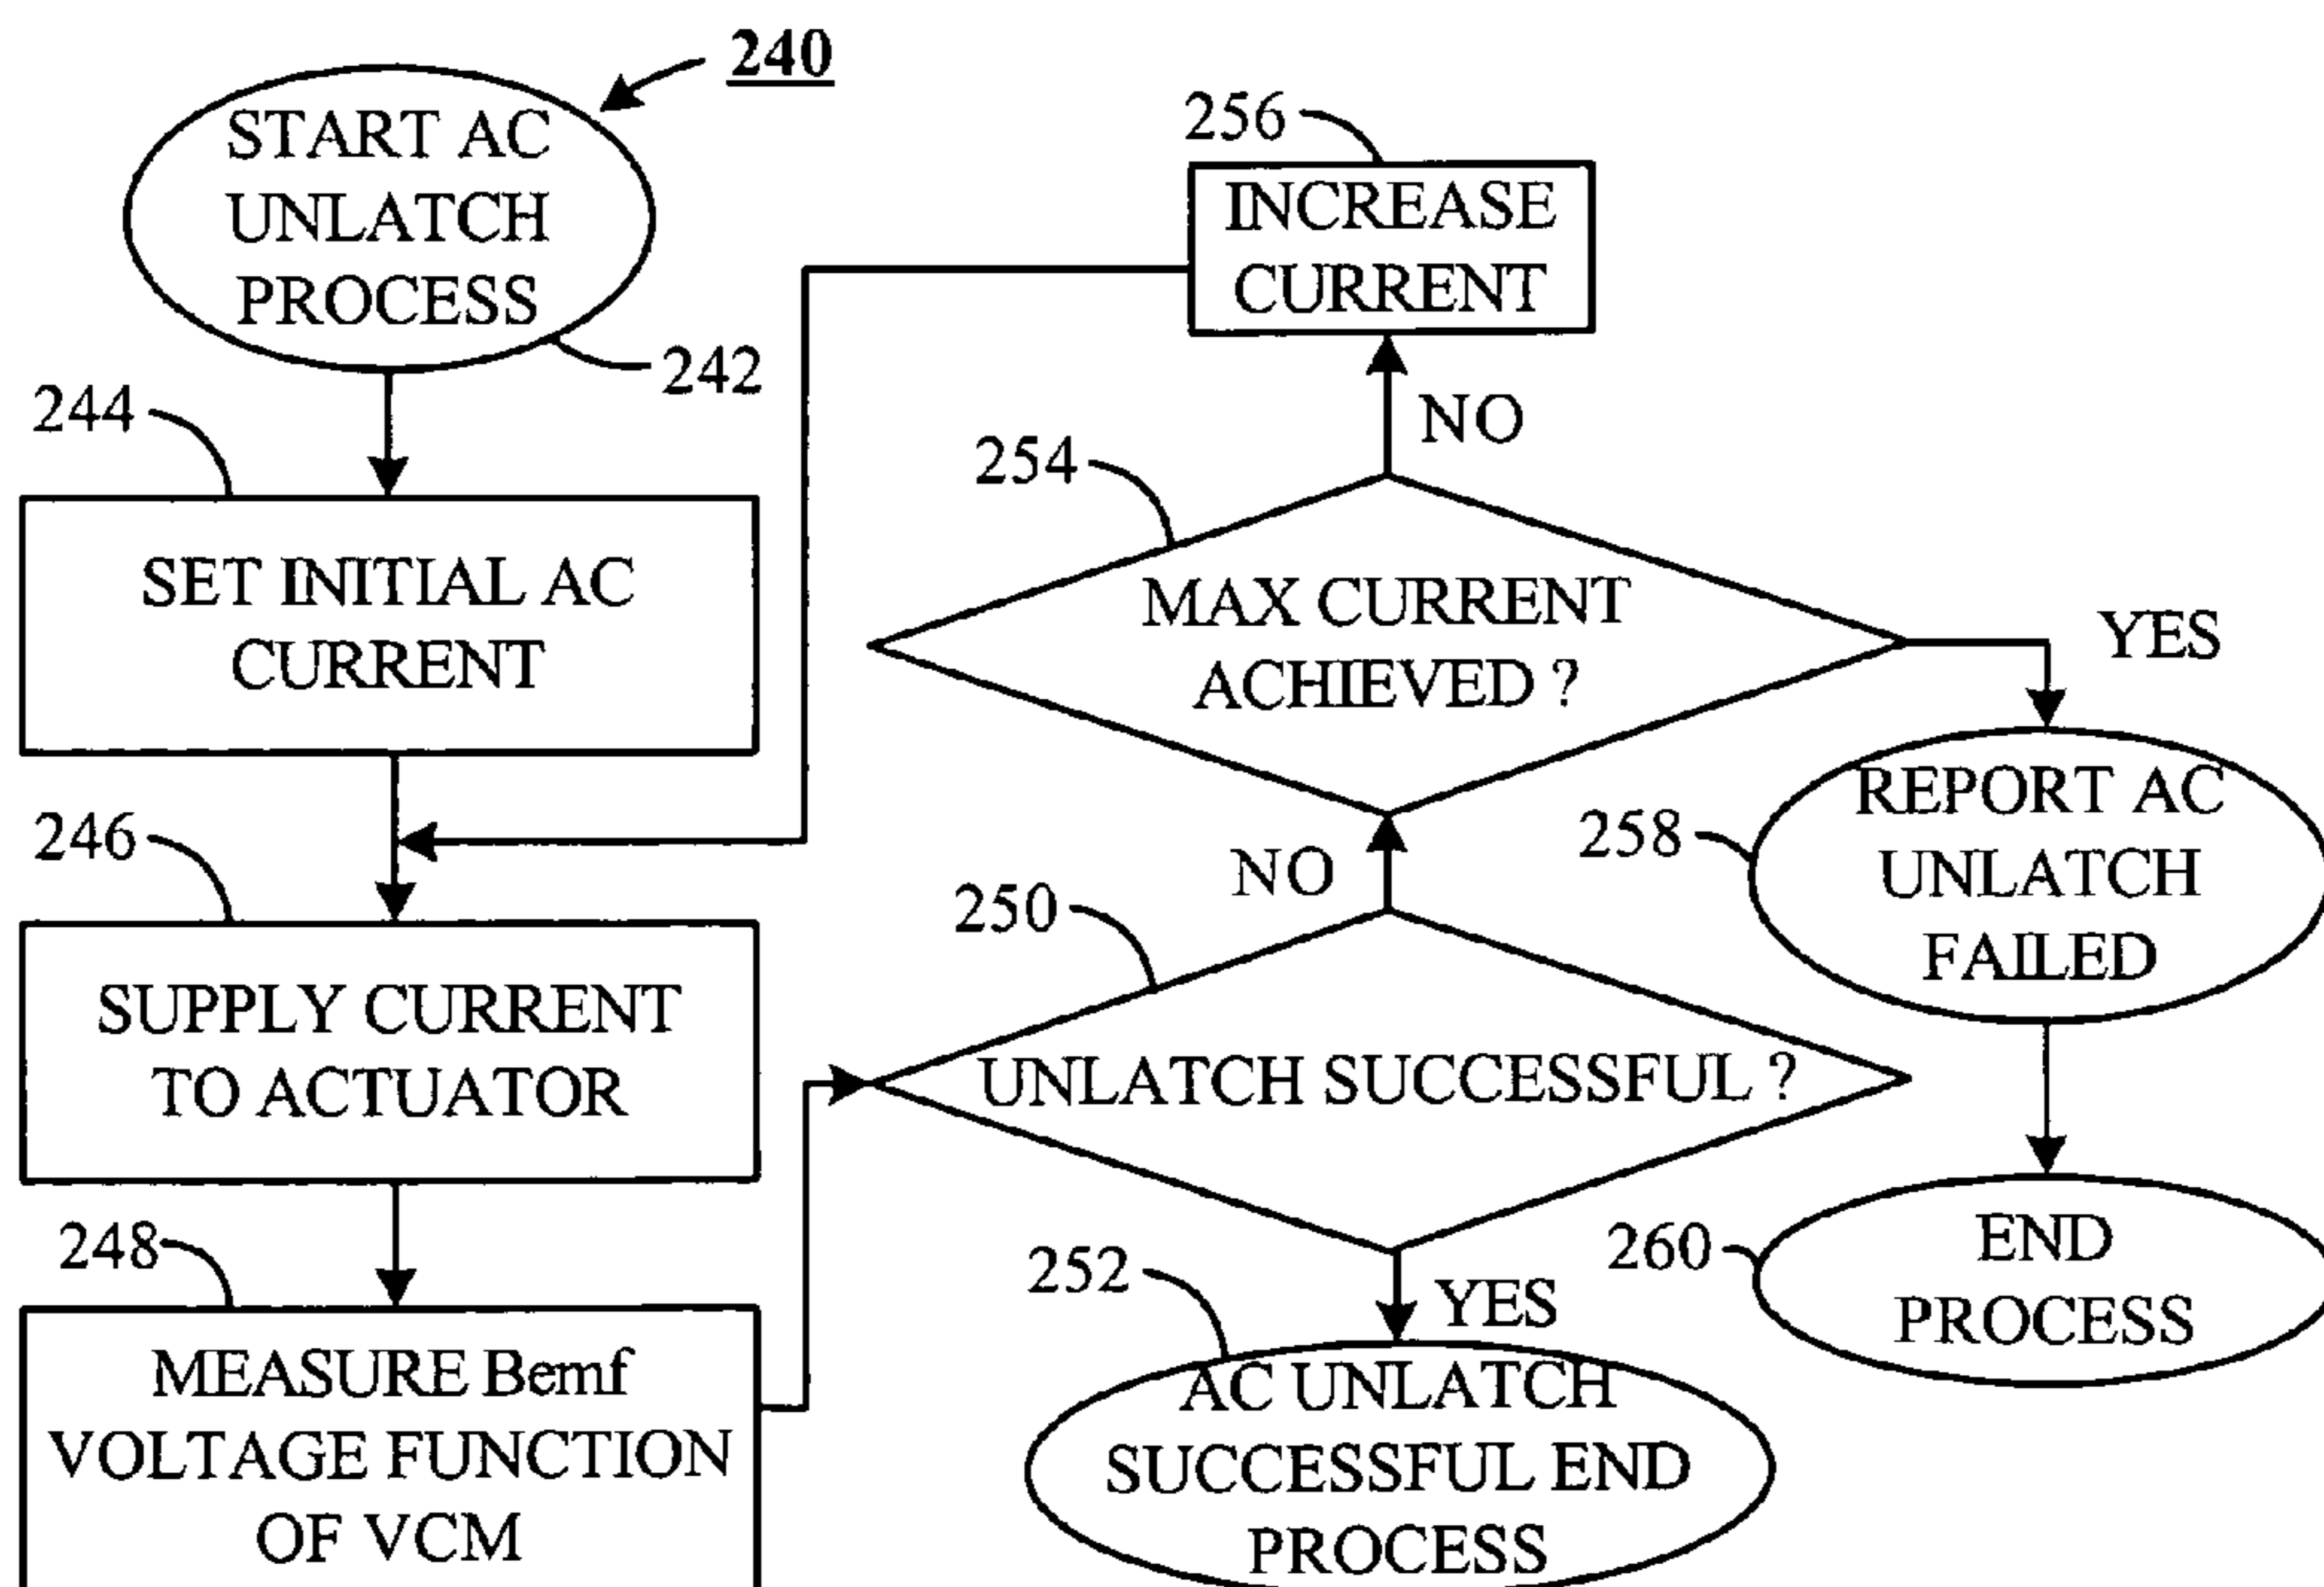 240
START AC
UNLATCH
PROCESS
242
244
SET INITIAL AC
CURRENT
246
SUPPLY CURRENT
TO ACTUATOR
248
MEASURE Bemf
VOLTAGE FUNCTION
OF VCM
256
INCREASE
CURRENT
NO
254
MAX CURRENT
ACHIEVED ?
YES
NO
250
UNLATCH SUCCESSFUL ?
YES
252
AC UNLATCH
SUCCESSFUL END
PROCESS
258
REPORT AC
UNLATCH
FAILED
260
END
PROCESS